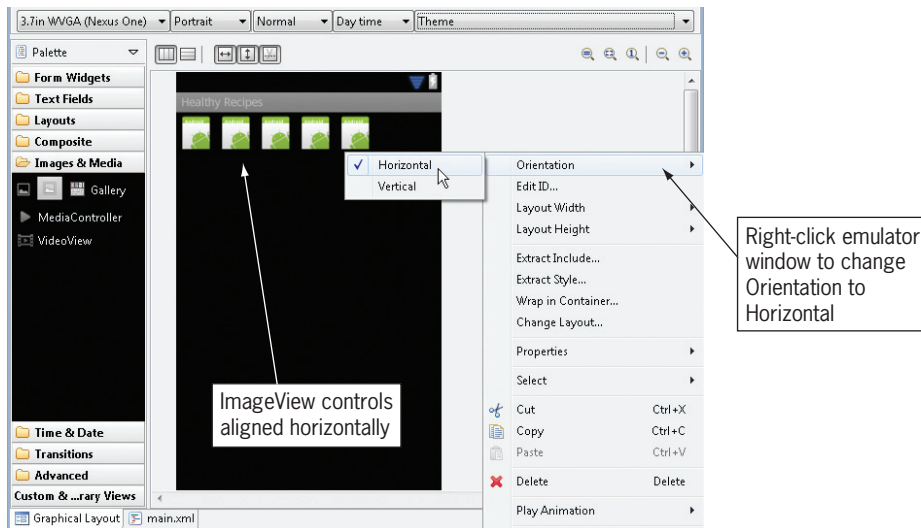 3.7in WVGA (Nexus One) Portrait Normal Day time Theme
Palette
Form Widgets
Text Fields
Layouts
Composite
Images & Media
Gallery
MediaController
VideoView
Time & Date
Transitions
Advanced
Custom & ...rary Views
Graphical Layout main.xml
Healthy Recipes
ImageView controls
aligned horizontally
Horizontal
Vertical
Orientation
Edit ID...
Layout Width
Layout Height
Extract Include...
Extract Style...
Wrap in Container...
Change Layout...
Properties
Select
Cut Ctrl+X
Copy Ctrl+C
Paste Ctrl+V
Delete Delete
Play Animation
Right-click emulator
window to change
Orientation to
Horizontal